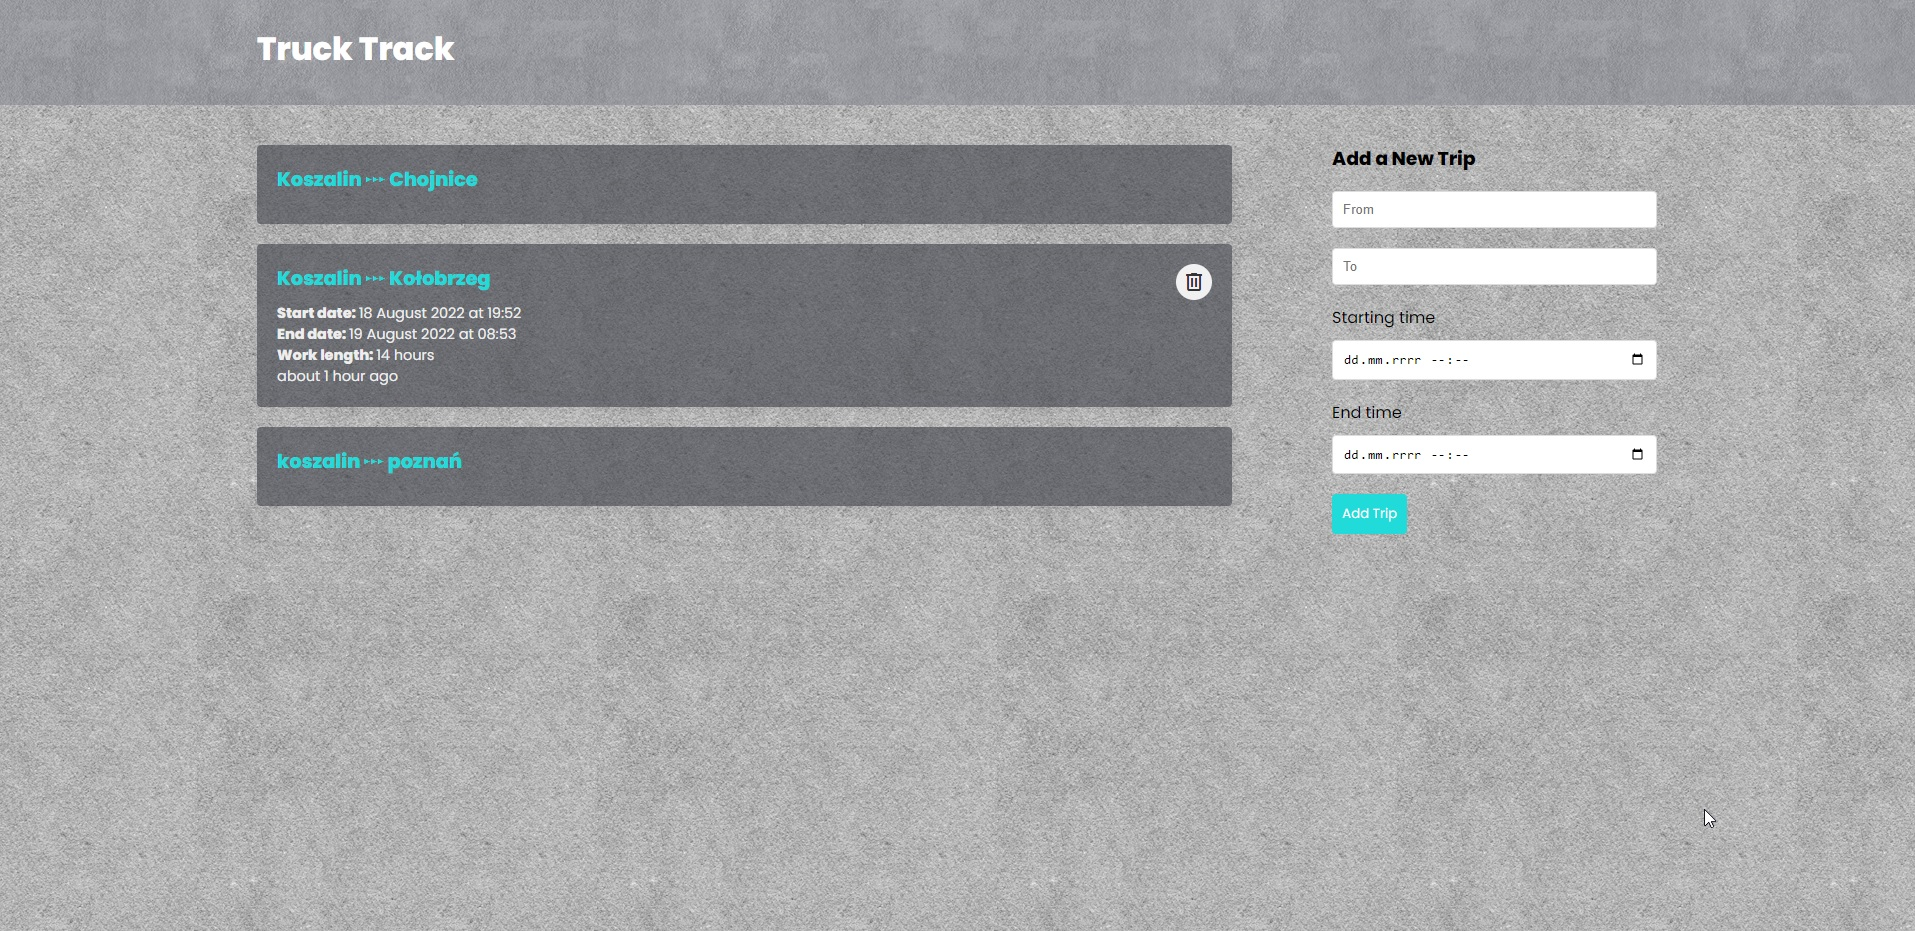 Truck Track
Koszalin ▸▸▸ Chojnice
Koszalin ▸▸▸ Kołobrzeg
Start date: 18 August 2022 at 19:52
End date: 19 August 2022 at 08:53
Work length: 14 hours
about 1 hour ago
koszalin ▸▸▸ poznań
Add a New Trip
From
To
Starting time
dd.mm.rrrr --:--
End time
dd.mm.rrrr --:--
Add Trip